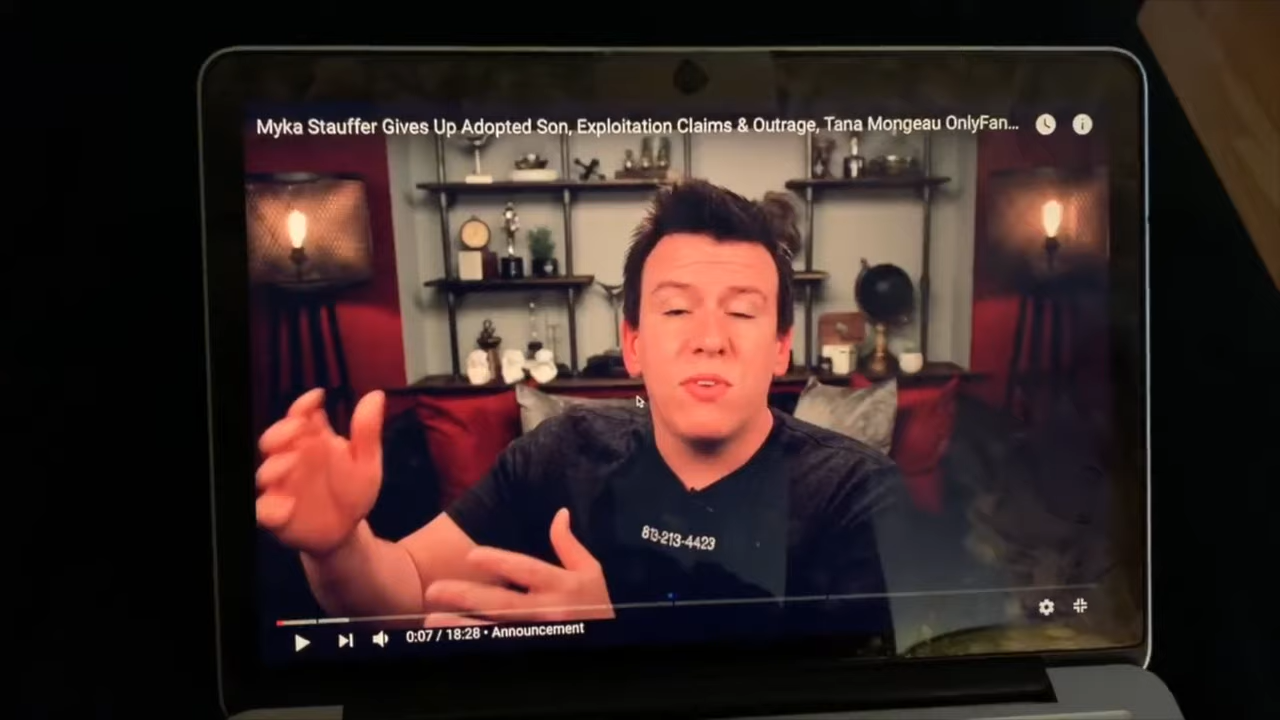 Myka Stauffer Gives Up Adopted Son, Exploitation Claims & Outrage, Tana Mongeau OnlyFan...
813-213-4423
0:07 / 18:28 • Announcement